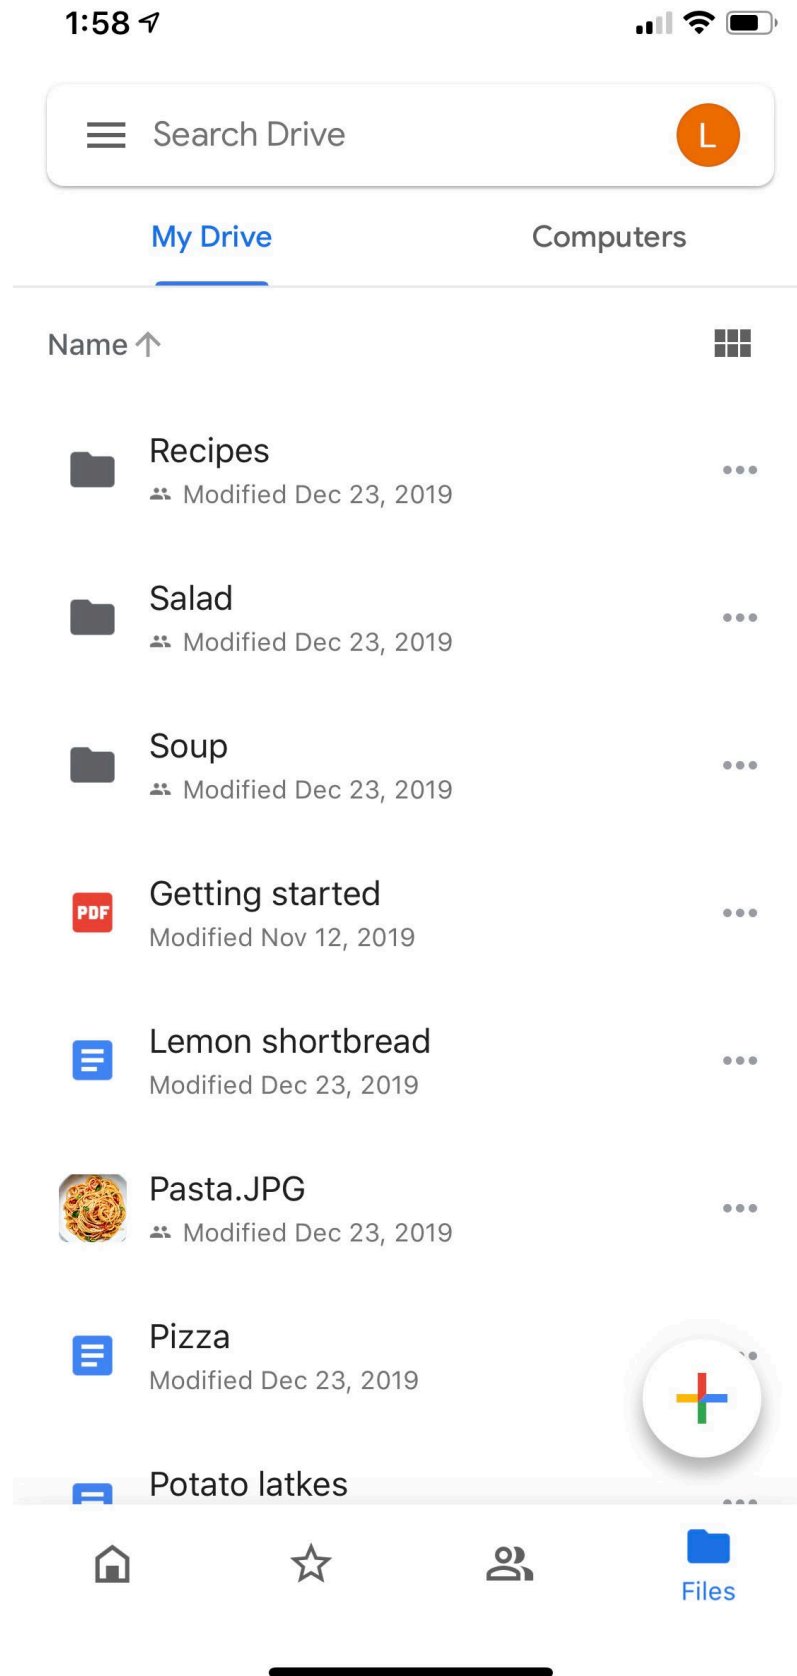 1:58
Search Drive
L
My Drive
Computers
Name
Recipes
Modified Dec 23, 2019
Salad
Modified Dec 23, 2019
Soup
Modified Dec 23, 2019
PDF
Getting started
Modified Nov 12, 2019
Lemon shortbread
Modified Dec 23, 2019
Pasta.JPG
Modified Dec 23, 2019
Pizza
Modified Dec 23, 2019
Potato latkes
Files